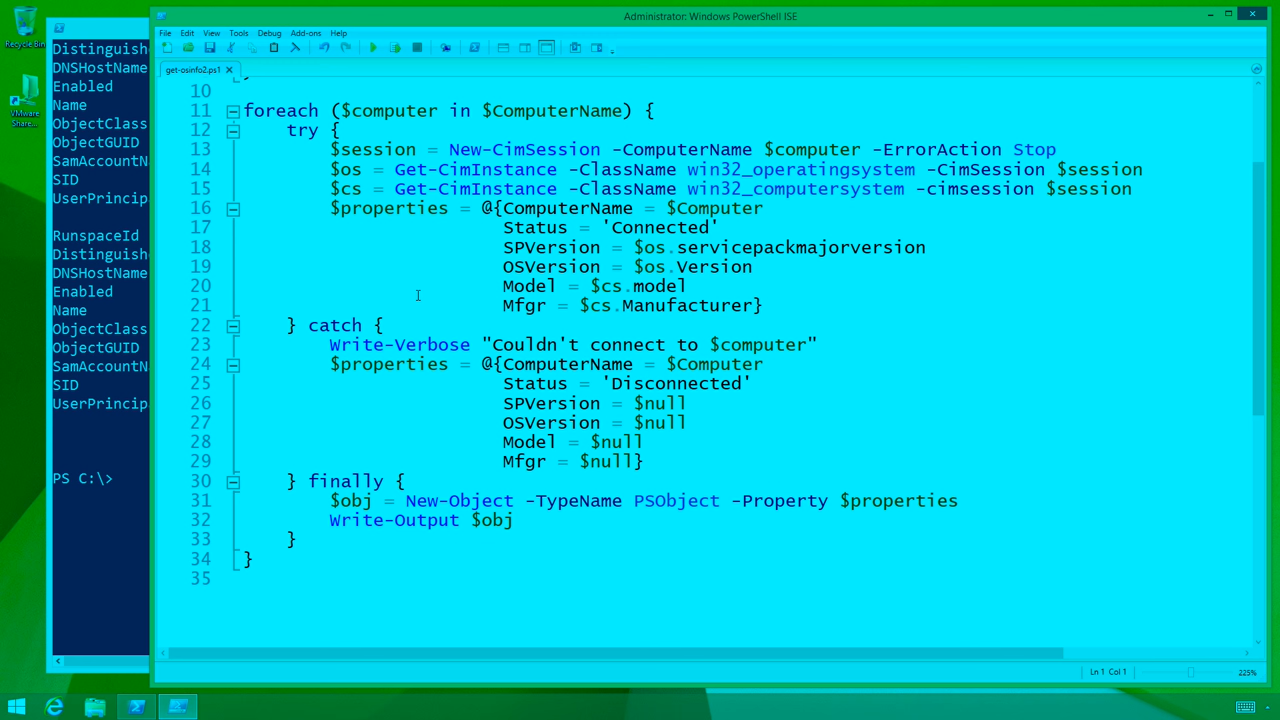 Recycle Bin
VMware
Share...
Distinguish
DNSHostName
Enabled
Name
ObjectClass
ObjectGUID
SamAccountNa
SID
UserPrincip
RunspaceId
Distinguish
DNSHostName
Enabled
Name
ObjectClass
ObjectGUID
SamAccountNa
SID
UserPrincip
PS C:\>
Administrator: Windows PowerShell ISE
File Edit View Tools Debug Add-ons Help
get-osinfo2.ps1
10
11 foreach ($computer in $ComputerName) {
12 try {
13 $session = New-CimSession -ComputerName $computer -ErrorAction Stop
14 $os = Get-CimInstance -ClassName win32_operatingsystem -CimSession $session
15 $cs = Get-CimInstance -ClassName win32_computersystem -cimsession $session
16 $properties = @{ComputerName = $Computer
17 Status = 'Connected'
18 SPVersion = $os.servicepackmajorversion
19 OSVersion = $os.Version
20 Model = $cs.model
21 Mfgr = $cs.Manufacturer}
22 } catch {
23 Write-Verbose "Couldn't connect to $computer"
24 $properties = @{ComputerName = $Computer
25 Status = 'Disconnected'
26 SPVersion = $null
27 OSVersion = $null
28 Model = $null
29 Mfgr = $null}
30 } finally {
31 $obj = New-Object -TypeName PSObject -Property $properties
32 Write-Output $obj
33 }
34 }
35
Ln 1 Col 1
225%